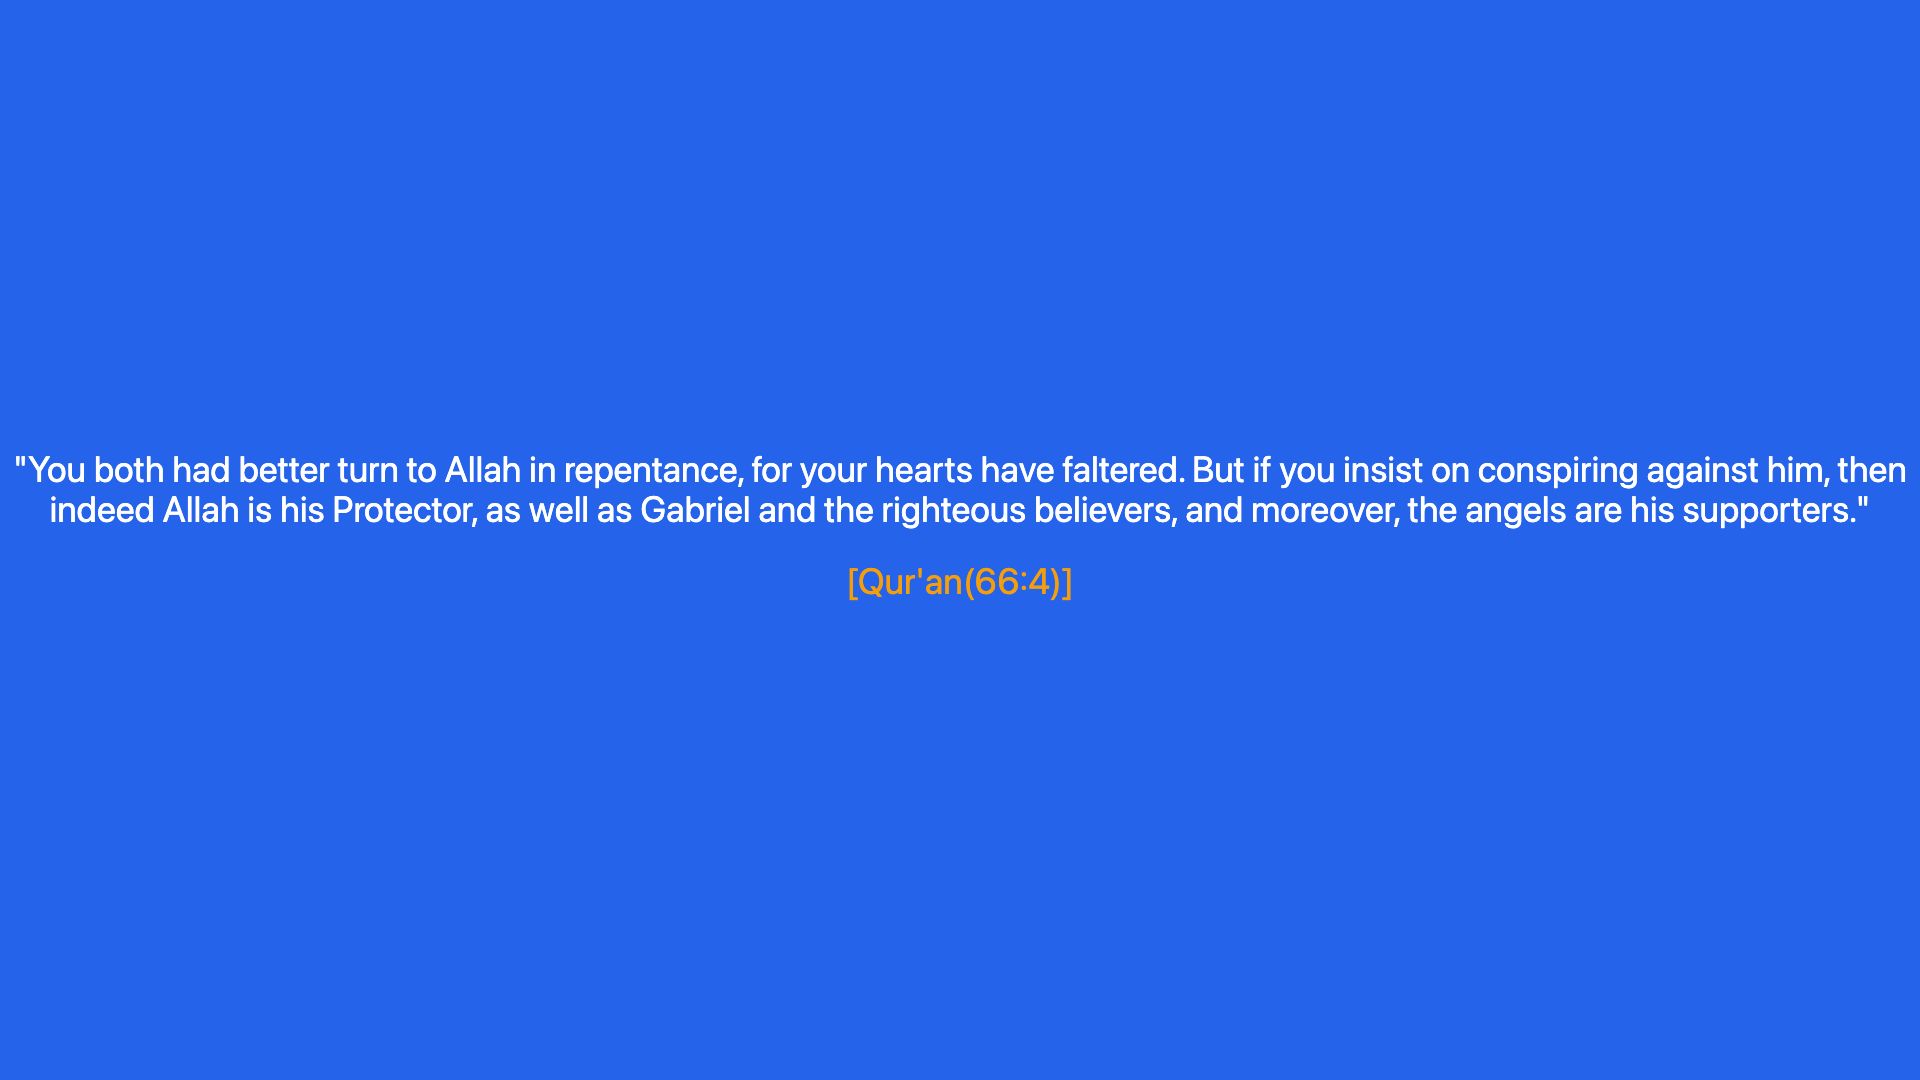 "You both had better turn to Allah in repentance, for your hearts have faltered. But if you insist on conspiring against him, then
indeed Allah is his Protector, as well as Gabriel and the righteous believers, and moreover, the angels are his supporters."
[Qur'an(66:4)]